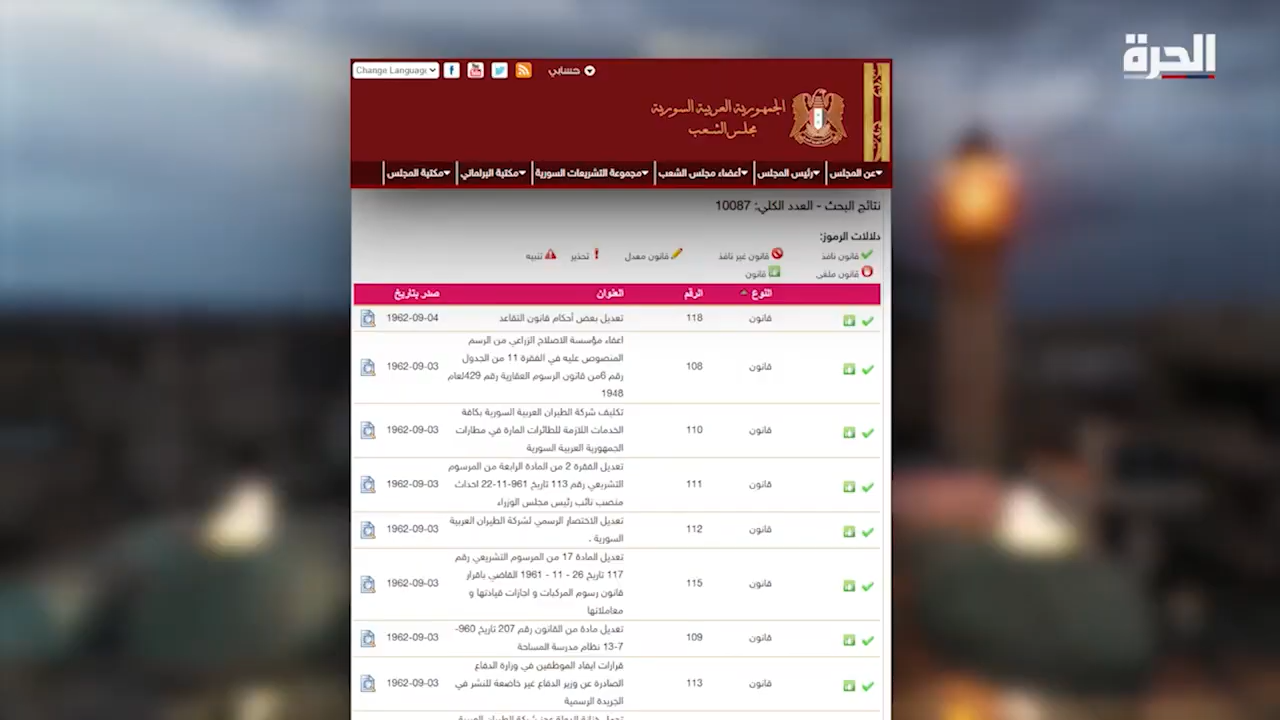 الحرة
Change Language
حسابي
الجمهورية العربية السورية
مجلس الشعب
عن المجلس
رئيس المجلس
أعضاء مجلس الشعب
مجموعة التشريعات السورية
مكتبة البرلماني
مكتبة المجلس
نتائج البحث - العدد الكلي: 10087
دلالات الرموز:
قانون نافذ
قانون غير نافذ
قانون معدل
تحذير
تنبيه
قانون ملغى
قانون
النوع الرقم العنوان صدر بتاريخ
قانون 118 تعديل بعض أحكام قانون التقاعد 1962-09-04
اعفاء مؤسسة الاصلاح الزراعي من الرسم
المنصوص عليه في الفقرة 11 من الجدول
قانون 108 1962-09-03
رقم 6من قانون الرسوم العقارية رقم 429لعام
1948
تكليف شركة الطيران العربية السورية بكافة
قانون 110 الخدمات اللازمة للطائرات المارة في مطارات 1962-09-03
الجمهورية العربية السورية
تعديل الفقرة 2 من المادة الرابعة من المرسوم
قانون 111 التشريعي رقم 113 تاريخ 961-11-22 احداث 1962-09-03
منصب نائب رئيس مجلس الوزراء
تعديل الاختصار الرسمي لشركة الطيران العربية
قانون 112 1962-09-03
السورية .
تعديل المادة 17 من المرسوم التشريعي رقم
117 تاريخ 26 - 11 - 1961 القاضي باقرار
قانون 115 1962-09-03
قانون رسوم المركبات و اجازات قيادتها و
معاملاتها
تعديل مادة من القانون رقم 207 تاريخ 960-
قانون 109 1962-09-03
7-13 نظام مدرسة المساحة
قرارات ايفاد الموظفين في وزارة الدفاع
قانون 113 الصادرة عن وزير الدفاع غير خاضعة للنشر في 1962-09-03
الجريدة الرسمية